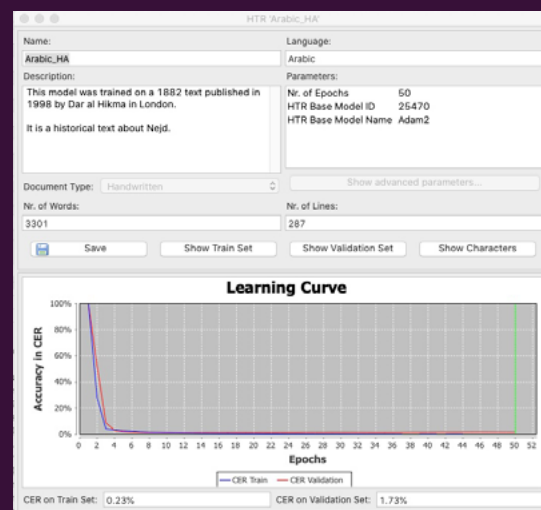 HTR 'Arabic_HA'
Name:
Language:
Arabic_HA
Arabic
Description:
Parameters:
This model was trained on a 1882 text published in
1998 by Dar al Hikma in London.
It is a historical text about Nejd.
Nr. of Epochs 50
HTR Base Model ID 25470
HTR Base Model Name Adam2
Document Type: Handwritten
Show advanced parameters...
Nr. of Words:
Nr. of Lines:
3301
287
Save
Show Train Set
Show Validation Set
Show Characters
Learning Curve
Accuracy in CER
100%
80%
60%
40%
20%
0%
0 2 4 6 8 10 12 14 16 18 20 22 24 26 28 30 32 34 36 38 40 42 44 46 48 50 52
Epochs
CER Train CER Validation
CER on Train Set: 0.23%
CER on Validation Set: 1.73%